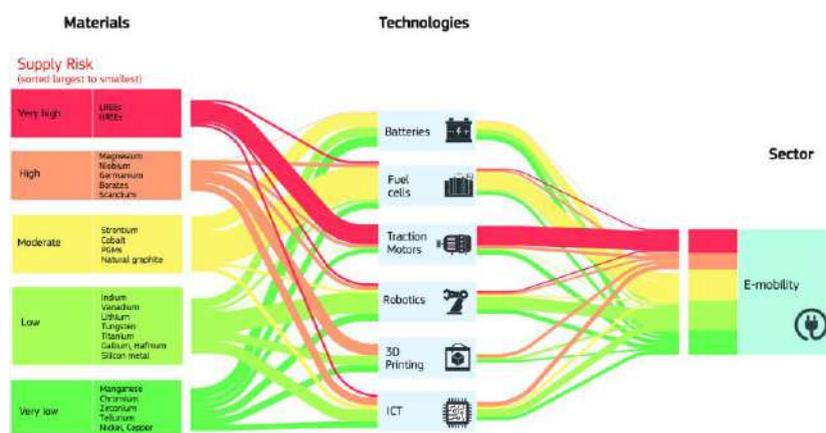 Materials
Technologies
Supply Risk
(sorted largest to smallest)
Very high
LREEs
HREEs
High
Magnesium
Niobium
Germanium
Borates
Scandium
Moderate
Strontium
Cobalt
PGMs
Natural graphite
Low
Indium
Vanadium
Lithium
Tungsten
Titanium
Gallium, Hafnium
Silicon metal
Very low
Manganese
Chromium
Zirconium
Tellurium
Nickel, Copper
Batteries
Fuel
cells
Traction
Motors
Robotics
3D
Printing
ICT
Sector
E-mobility